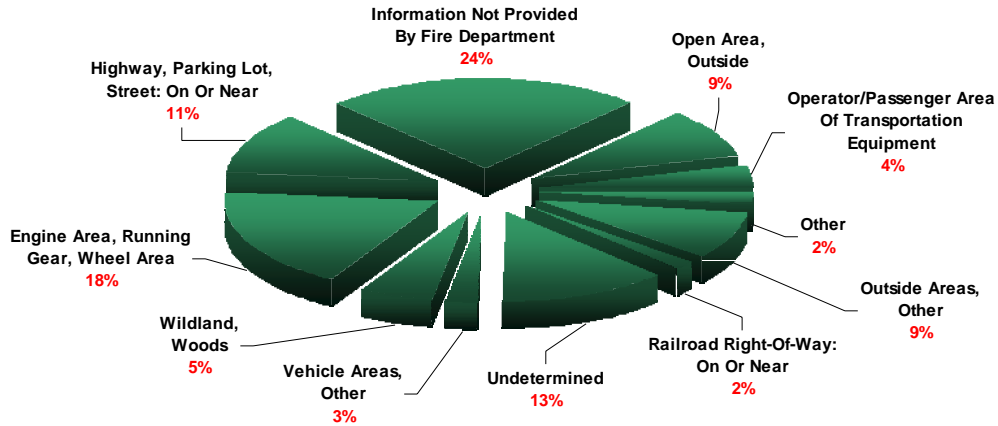 Information Not Provided
By Fire Department
24%
Open Area,
Outside
9%
Operator/Passenger Area
Of Transportation
Equipment
4%
Other
2%
Outside Areas,
Other
9%
Railroad Right-Of-Way:
On Or Near
2%
Undetermined
13%
Vehicle Areas,
Other
3%
Wildland,
Woods
5%
Engine Area, Running
Gear, Wheel Area
18%
Highway, Parking Lot,
Street: On Or Near
11%